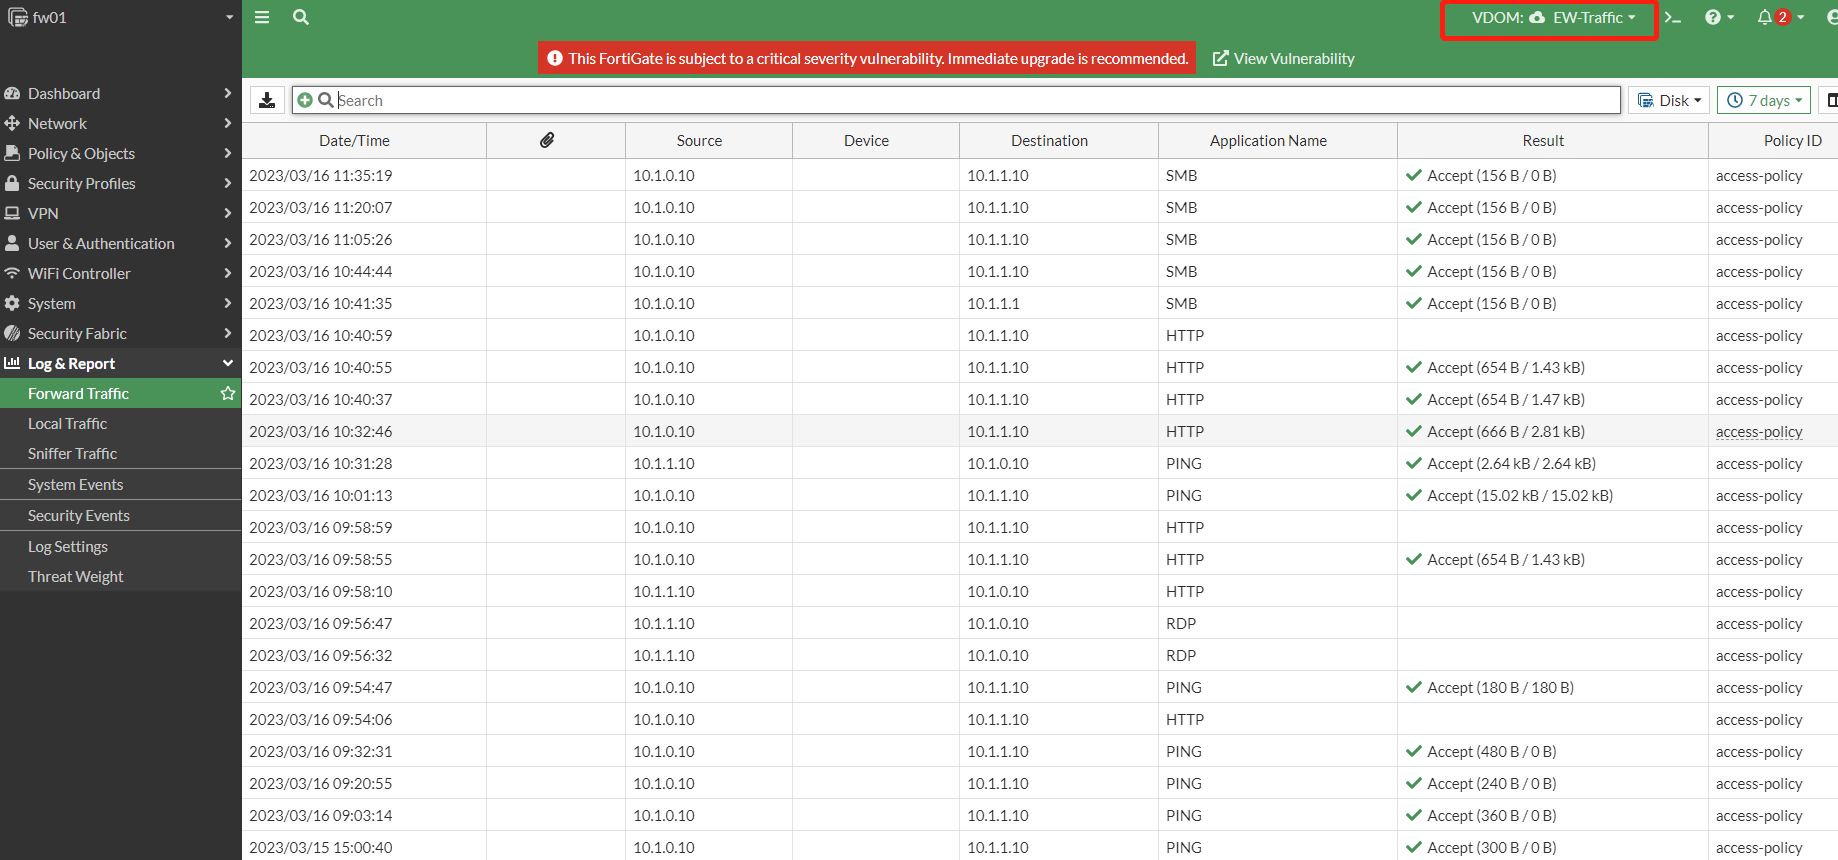 fw01
VDOM: EW-Traffic
2
This FortiGate is subject to a critical severity vulnerability. Immediate upgrade is recommended.
View Vulnerability
Dashboard
Network
Policy & Objects
Security Profiles
VPN
User & Authentication
WiFi Controller
System
Security Fabric
Log & Report
Forward Traffic
Local Traffic
Sniffer Traffic
System Events
Security Events
Log Settings
Threat Weight
Search
Disk
7 days
Date/Time Source Device Destination Application Name Result Policy ID
2023/03/16 11:35:19 10.1.0.10 10.1.1.10 SMB Accept (156 B / 0 B) access-policy
2023/03/16 11:20:07 10.1.0.10 10.1.1.10 SMB Accept (156 B / 0 B) access-policy
2023/03/16 11:05:26 10.1.0.10 10.1.1.10 SMB Accept (156 B / 0 B) access-policy
2023/03/16 10:44:44 10.1.0.10 10.1.1.10 SMB Accept (156 B / 0 B) access-policy
2023/03/16 10:41:35 10.1.0.10 10.1.1.1 SMB Accept (156 B / 0 B) access-policy
2023/03/16 10:40:59 10.1.0.10 10.1.1.10 HTTP access-policy
2023/03/16 10:40:55 10.1.0.10 10.1.1.10 HTTP Accept (654 B / 1.43 kB) access-policy
2023/03/16 10:40:37 10.1.0.10 10.1.1.10 HTTP Accept (654 B / 1.47 kB) access-policy
2023/03/16 10:32:46 10.1.0.10 10.1.1.10 HTTP Accept (666 B / 2.81 kB) access-policy
2023/03/16 10:31:28 10.1.1.10 10.1.0.10 PING Accept (2.64 kB / 2.64 kB) access-policy
2023/03/16 10:01:13 10.1.0.10 10.1.1.10 PING Accept (15.02 kB / 15.02 kB) access-policy
2023/03/16 09:58:59 10.1.0.10 10.1.1.10 HTTP access-policy
2023/03/16 09:58:55 10.1.0.10 10.1.1.10 HTTP Accept (654 B / 1.43 kB) access-policy
2023/03/16 09:58:10 10.1.1.10 10.1.0.10 HTTP access-policy
2023/03/16 09:56:47 10.1.1.10 10.1.0.10 RDP access-policy
2023/03/16 09:56:32 10.1.1.10 10.1.0.10 RDP access-policy
2023/03/16 09:54:47 10.1.0.10 10.1.1.10 PING Accept (180 B / 180 B) access-policy
2023/03/16 09:54:06 10.1.0.10 10.1.1.10 HTTP access-policy
2023/03/16 09:32:31 10.1.0.10 10.1.1.10 PING Accept (480 B / 0 B) access-policy
2023/03/16 09:20:55 10.1.0.10 10.1.1.10 PING Accept (240 B / 0 B) access-policy
2023/03/16 09:03:14 10.1.0.10 10.1.1.10 PING Accept (360 B / 0 B) access-policy
2023/03/15 15:00:40 10.1.0.10 10.1.1.10 PING Accept (300 B / 0 B) access-policy